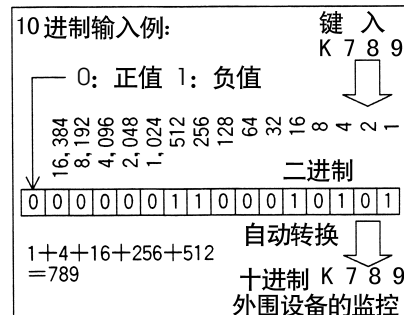 10进制输入例:
键 入
K 7 8 9
0: 正值 1: 负值
16,384 8,192 4,096 2,048 1,024 512 256 128 64 32 16 8 4 2 1
二进制
0 0 0 0 0 0 1 1 0 0 0 1 0 1 0 1
自动转换
1+4+16+256+512
=789
十进制 K 7 8 9
外围设备的监控